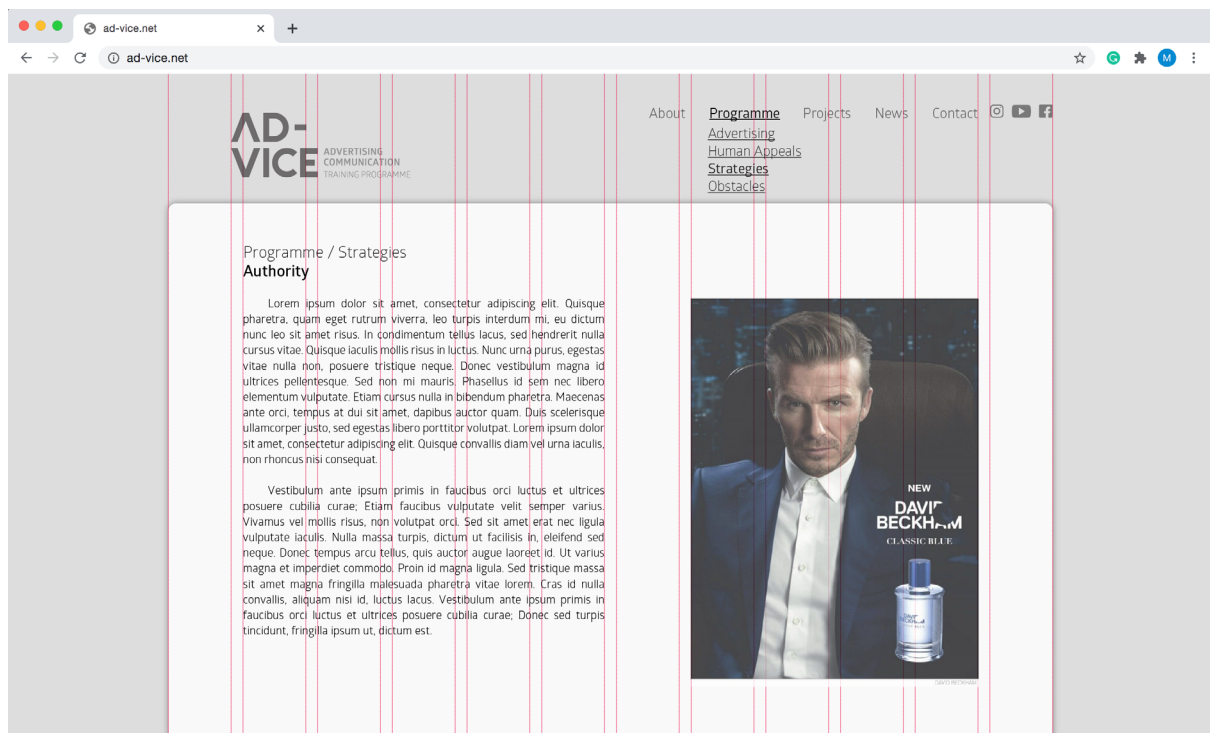 ad-vice.net
ad-vice.net
M
AD-
VICE
ADVERTISING
COMMUNICATION
TRAINING PROGRAMME
About Programme Projects News Contact
Advertising
Human Appeals
Strategies
Obstacles
Programme / Strategies
Authority
Lorem ipsum dolor sit amet, consectetur adipiscing elit. Quisque
pharetra, quam eget rutrum viverra, leo turpis interdum mi, eu dictum
nunc leo sit amet risus. In condimentum tellus lacus, sed hendrerit nulla
cursus vitae. Quisque iaculis mollis risus in luctus. Nunc urna purus, egestas
vitae nulla non, posuere tristique neque. Donec vestibulum magna id
ultrices pellentesque. Sed non mi mauris. Phasellus id sem nec libero
elementum vulputate. Etiam cursus nulla in bibendum pharetra. Maecenas
ante orci, tempus at dui sit amet, dapibus auctor quam. Duis scelerisque
ullamcorper justo, sed egestas libero porttitor volutpat. Lorem ipsum dolor
sit amet, consectetur adipiscing elit. Quisque convallis diam vel urna iaculis,
non rhoncus nisi consequat.
Vestibulum ante ipsum primis in faucibus orci luctus et ultrices
posuere cubilia curae; Etiam faucibus vulputate velit semper varius.
Vivamus vel mollis risus, non volutpat orci. Sed sit amet erat nec ligula
vulputate iaculis. Nulla massa turpis, dictum ut facilisis in, eleifend sed
neque. Donec tempus arcu tellus, quis auctor augue laoreet id. Ut varius
magna et imperdiet commodo. Proin id magna ligula. Sed tristique massa
sit amet magna fringilla malesuada pharetra vitae lorem. Cras id nulla
convallis, aliquam nisi id, luctus lacus. Vestibulum ante ipsum primis in
faucibus orci luctus et ultrices posuere cubilia curae; Donec sed turpis
tincidunt, fringilla ipsum ut, dictum est.
NEW
DAVID
BECKHAM
CLASSIC BLUE
DAVID
BECKHAM
CLASSIC BLUE
DAVID BECKHAM